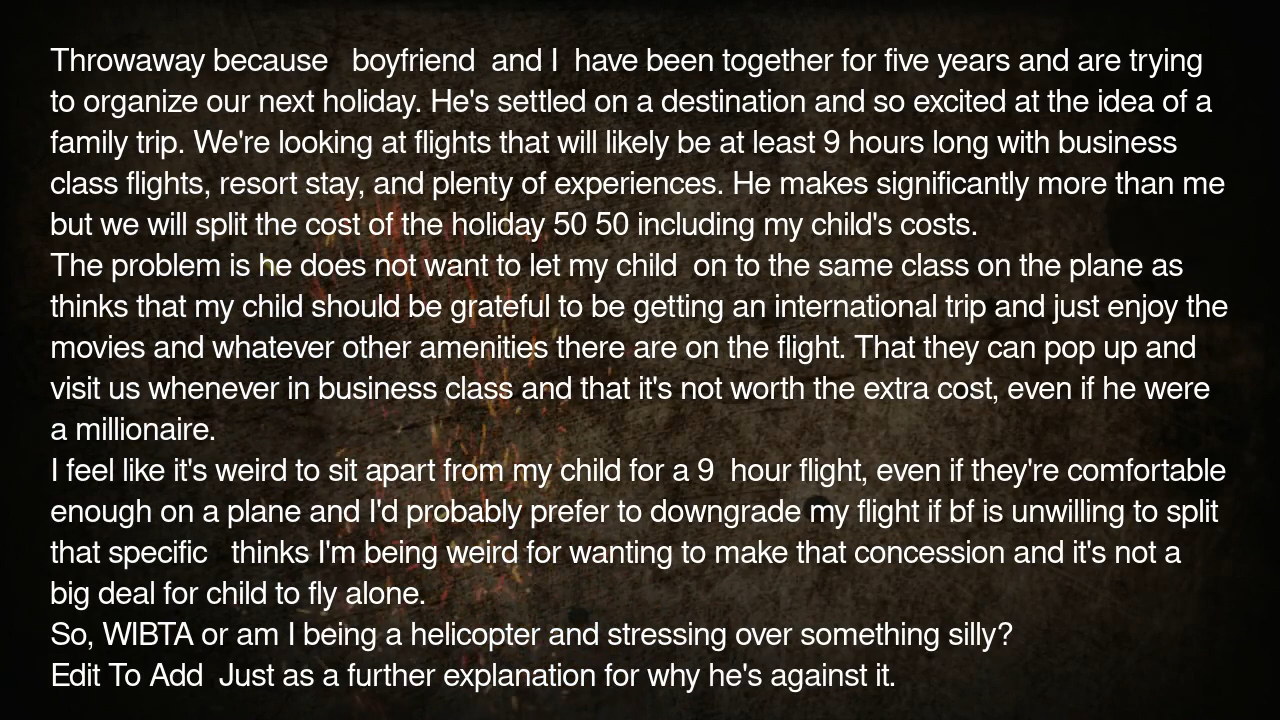 Throwaway because boyfriend and I have been together for five years and are trying
to organize our next holiday. He's settled on a destination and so excited at the idea of a
family trip. We're looking at flights that will likely be at least 9 hours long with business
class flights, resort stay, and plenty of experiences. He makes significantly more than me
but we will split the cost of the holiday 50 50 including my child's costs.
The problem is he does not want to let my child on to the same class on the plane as
thinks that my child should be grateful to be getting an international trip and just enjoy the
movies and whatever other amenities there are on the flight. That they can pop up and
visit us whenever in business class and that it's not worth the extra cost, even if he were
a millionaire.
I feel like it's weird to sit apart from my child for a 9 hour flight, even if they're comfortable
enough on a plane and I'd probably prefer to downgrade my flight if bf is unwilling to split
that specific thinks I'm being weird for wanting to make that concession and it's not a
big deal for child to fly alone.
So, WIBTA or am I being a helicopter and stressing over something silly?
Edit To Add Just as a further explanation for why he's against it.